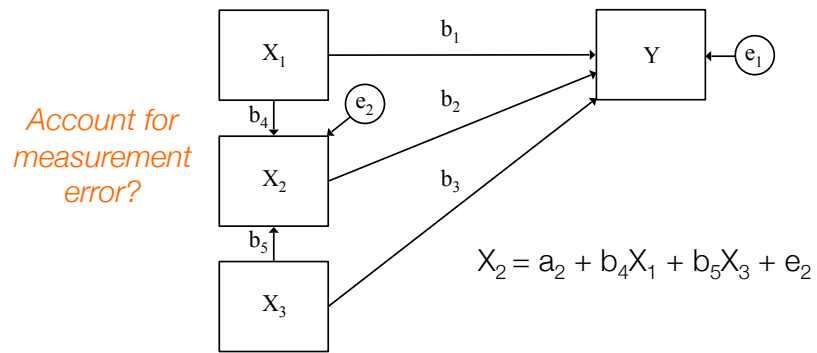 X₁
b₁
Y
e₁
b₄
e₂
b₂
Account for
measurement
error?
X₂
b₃
b₅
X₂ = a₂ + b₄X₁ + b₅X₃ + e₂
X₃